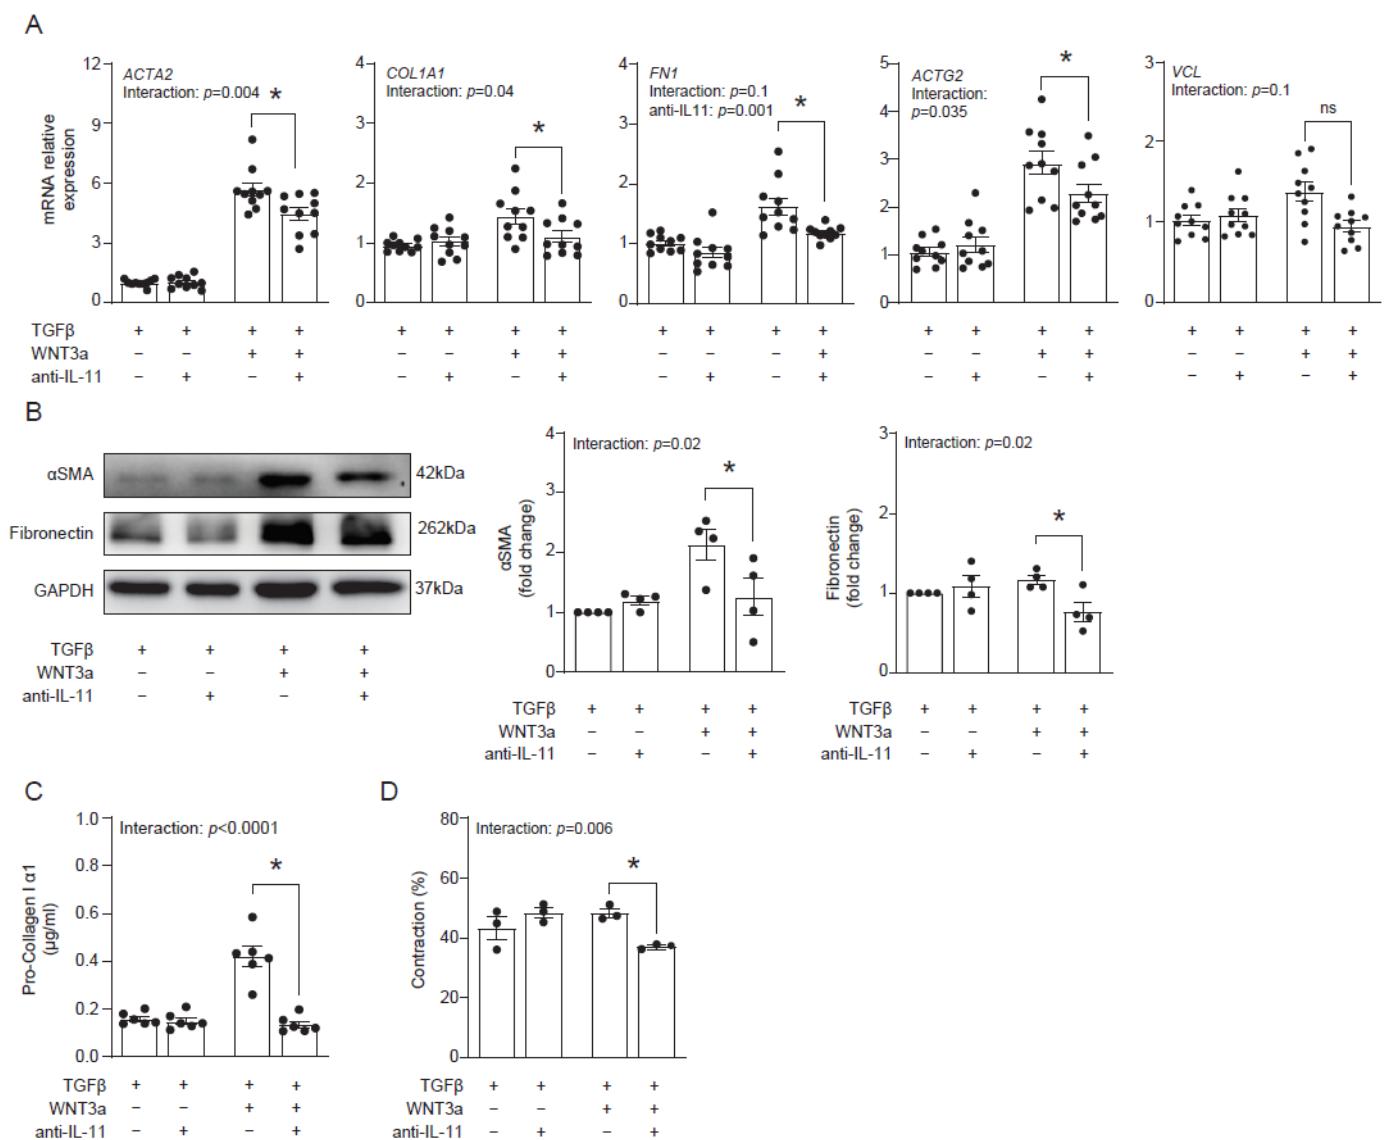 A
ACTA2
Interaction: p=0.004
*
12
9
6
3
0
mRNA relative
expression
COL1A1
Interaction: p=0.04
*
4
3
2
1
0
FN1
Interaction: p=0.1
anti-IL11: p=0.001
*
4
3
2
1
0
ACTG2
Interaction:
p=0.035
*
5
4
3
2
1
0
VCL
Interaction: p=0.1
ns
3
2
1
0
TGFβ + + + + + + + + + + + + + + + + + + + +
WNT3a − − + + − − + + − − + + − − + + − − + +
anti-IL-11 − + − + − + − + − + − + − + − + − + − +
B
αSMA 42kDa
Fibronectin 262kDa
GAPDH 37kDa
TGFβ + + + +
WNT3a − − + +
anti-IL-11 − + − +
Interaction: p=0.02
*
4
3
2
1
0
αSMA
(fold change)
TGFβ + + + +
WNT3a − − + +
anti-IL-11 − + − +
Interaction: p=0.02
*
3
2
1
0
Fibronectin
(fold change)
TGFβ + + + +
WNT3a − − + +
anti-IL-11 − + − +
C
Interaction: p<0.0001
*
1.0
0.8
0.6
0.4
0.2
0.0
Pro-Collagen I α1
(μg/ml)
TGFβ + + + +
WNT3a − − + +
anti-IL-11 − + − +
D
Interaction: p=0.006
*
80
60
40
20
0
Contraction (%)
TGFβ + + + +
WNT3a − − + +
anti-IL-11 − + − +